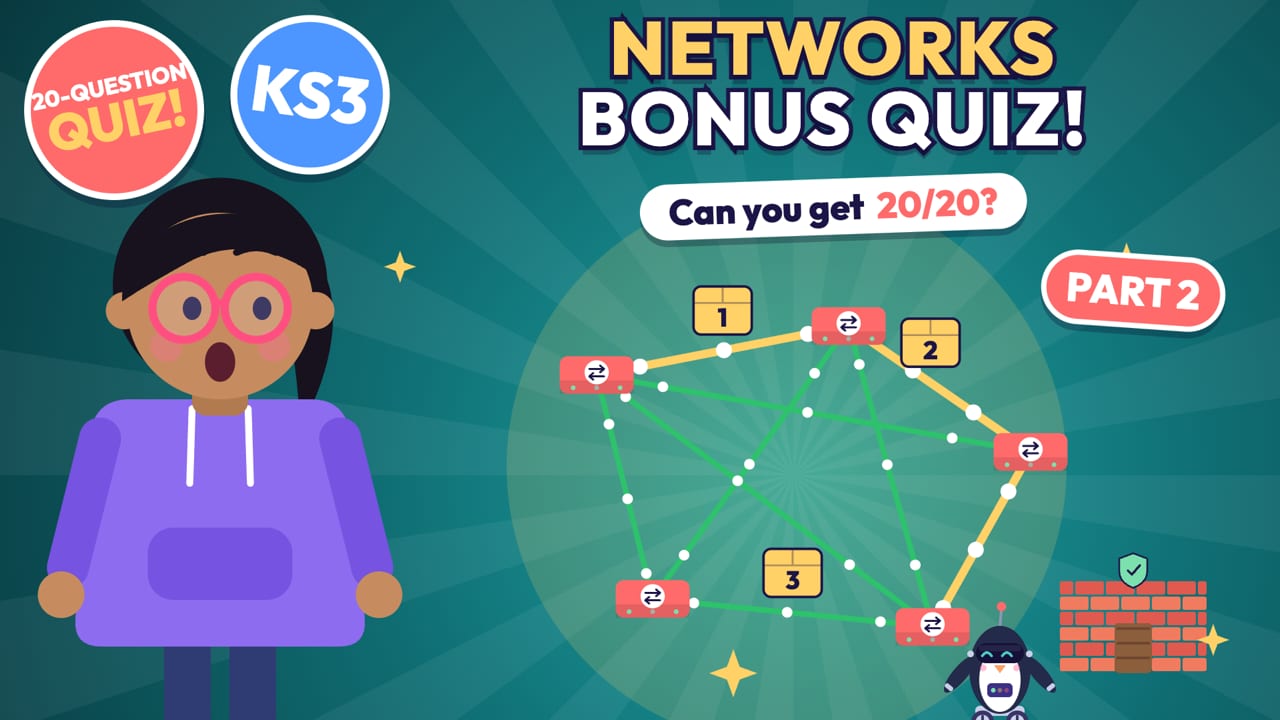 20-QUESTION
QUIZ!
KS3
NETWORKS
BONUS QUIZ!
Can you get 20/20?
PART 2
1
2
3